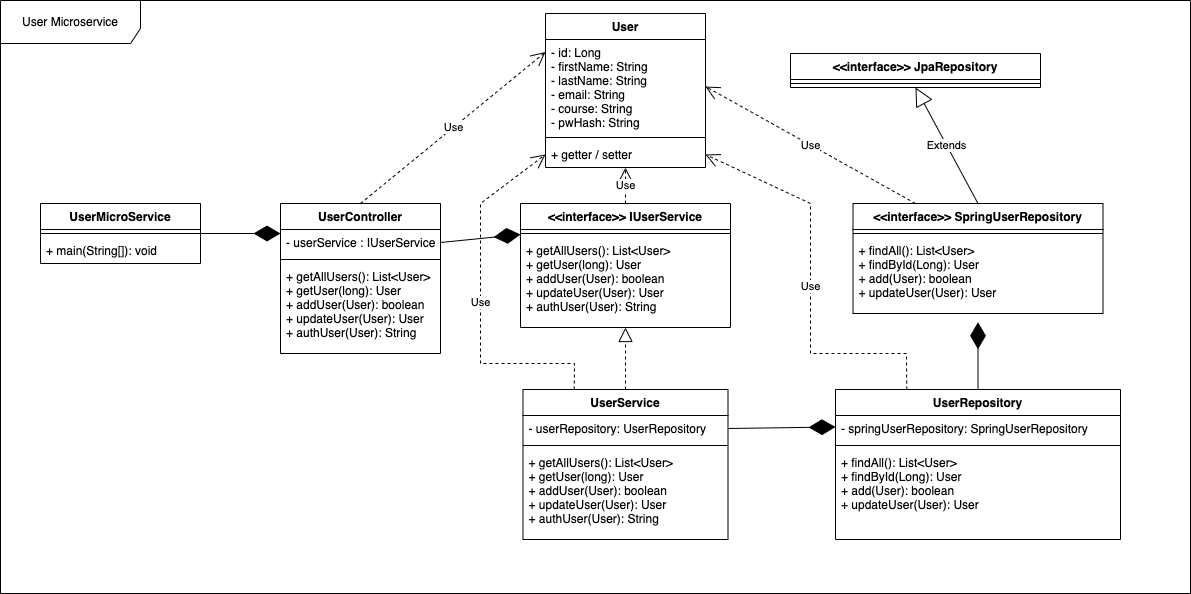 User Microservice
User
- id: Long
- firstName: String
- lastName: String
- email: String
- course: String
- pwHash: String
+ getter / setter
<<interface>> JpaRepository
Use
Use
Extends
Use
UserMicroService
+ main(String[]): void
UserController
- userService : IUserService
+ getAllUsers(): List<User>
+ getUser(long): User
+ addUser(User): boolean
+ updateUser(User): User
+ authUser(User): String
<<interface>> IUserService
+ getAllUsers(): List<User>
+ getUser(long): User
+ addUser(User): boolean
+ updateUser(User): User
+ authUser(User): String
<<interface>> SpringUserRepository
+ findAll(): List<User>
+ findById(Long): User
+ add(User): boolean
+ updateUser(User): User
Use
Use
UserService
- userRepository: UserRepository
+ getAllUsers(): List<User>
+ getUser(long): User
+ addUser(User): boolean
+ updateUser(User): User
+ authUser(User): String
UserRepository
- springUserRepository: SpringUserRepository
+ findAll(): List<User>
+ findById(Long): User
+ add(User): boolean
+ updateUser(User): User